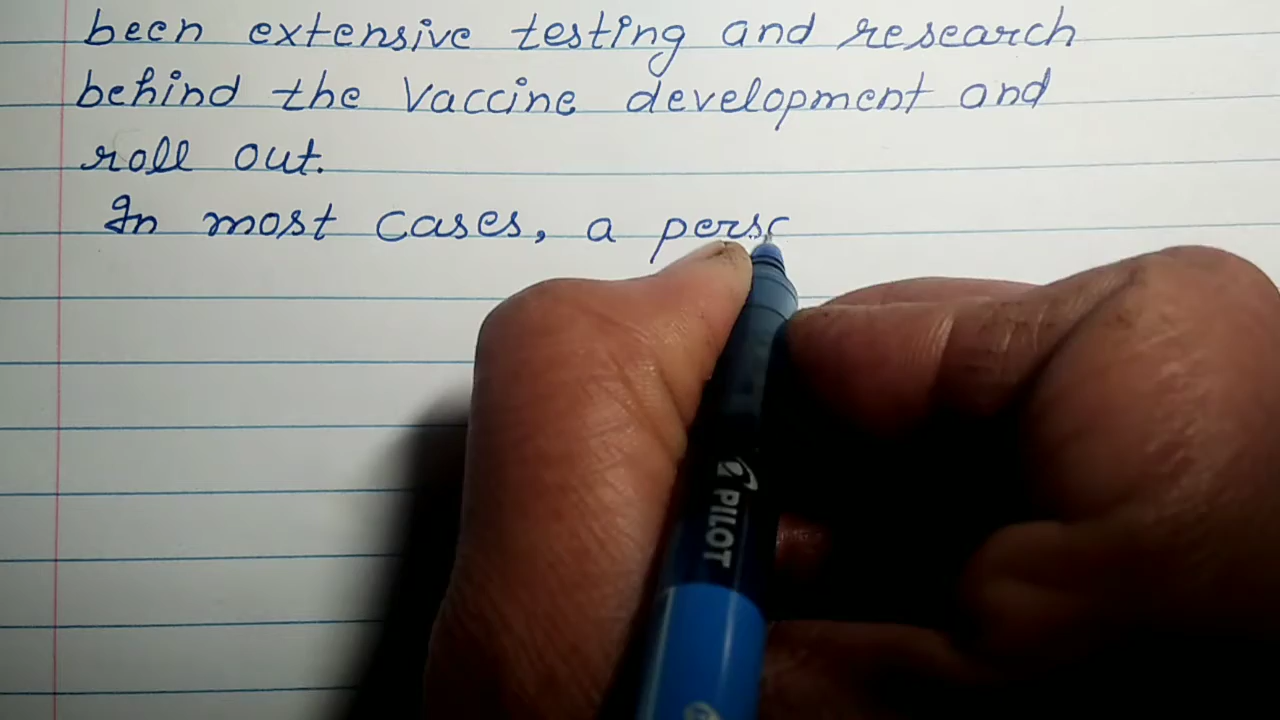 been extensive testing and research
behind the Vaccine development and
roll out.
In most cases, a pers
PILOT